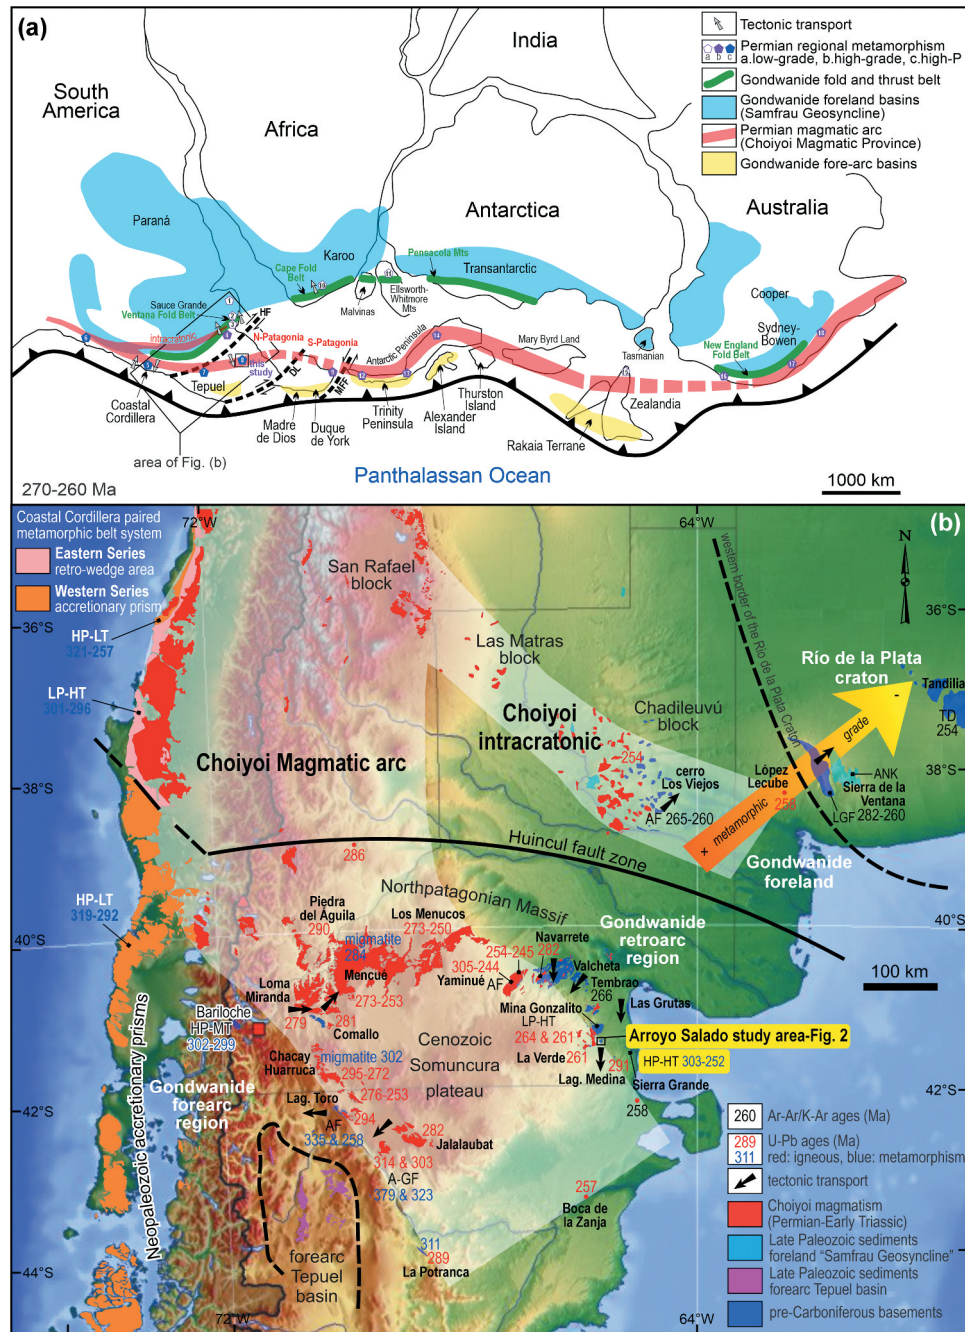 (a)
India
South
America
Africa
Antarctica
Australia
Tectonic transport
Permian regional metamorphism
a b c
a.low-grade, b.high-grade, c.high-P
Gondwanide fold and thrust belt
Gondwanide foreland basins
(Samfrau Geosyncline)
Permian magmatic arc
(Choiyoi Magmatic Province)
Gondwanide fore-arc basins
Paraná
Karoo
Cape Fold
Belt
Pensacola Mts
Transantarctic
Malvinas
Ellsworth-
Whitmore
Mts
Cooper
Sydney-
Bowen
Tasmanian
New England
Fold Belt
Sauce Grande
Ventana Fold Belt
HF
intracratonic
N-Patagonia
S-Patagonia
this
study
DL
MFF
Antarctic Peninsula
Mary Byrd Land
Zealandia
Tepuel
Coastal
Cordillera
Madre
de Dios
Duque
de York
Trinity
Peninsula
Alexander
Island
Thurston
Island
Rakaia Terrane
area of Fig. (b)
Panthalassan Ocean
270-260 Ma
1000 km
(b)
72°W
64°W
N
Coastal Cordillera paired
metamorphic belt system
Eastern Series
retro-wedge area
Western Series
accretionary prism
36°S
36°S
HP-LT
321-257
LP-HT
301-296
San Rafael
block
Las Matras
block
Choiyoi
intracratonic
Chadileuvú
block
western border of the Río de la Plata Craton
Río de la Plata
craton
Tandilia
TD
254
grade
-
metamorphic
+
38°S
38°S
Choiyoi Magmatic arc
254
cerro
Los Viejos
AF 265-260
López
Lecube
258
ANK
Sierra de la
Ventana
LGF 282-260
Gondwanide
foreland
Huincul fault zone
286
Northpatagonian Massif
HP-LT
319-292
40°S
40°S
Piedra
del Aguila
290
Los Menucos
273-250
migmatite
284
Mencué
273-253
254-245
305-244
Yaminué
AF
Navarrete
282
Valcheta
Tembrao
266
Gondwanide
retroarc
region
100 km
Loma
Miranda
279
281
Comallo
Mina Gonzalito
LP-HT
264 & 261
Las Grutas
Arroyo Salado study area-Fig. 2
HP-HT 303-252
La Verde
261
291
Lag. Medina
Sierra Grande
258
Bariloche
HP-MT
302-299
Chacay
Huarruca
migmatite 302
295-272
276-253
Cenozoic
Somuncura
plateau
Gondwanide
forearc
region
Lag. Toro
294
AF
335 & 258
282
Jalalaubat
314 & 303
A-GF
379 & 323
42°S
42°S
Neopaleozoic accretionary prisms
257
Boca de
la Zanja
311
289
La Potranca
forearc
Tepuel
basin
44°S
72°W
64°W
260
Ar-Ar/K-Ar ages (Ma)
289
311
U-Pb ages (Ma)
red: igneous, blue: metamorphism
tectonic transport
Choiyoi magmatism
(Permian-Early Triassic)
Late Paleozoic sediments
foreland “Samfrau Geosyncline”
Late Paleozoic sediments
forearc Tepuel basin
pre-Carboniferous basements